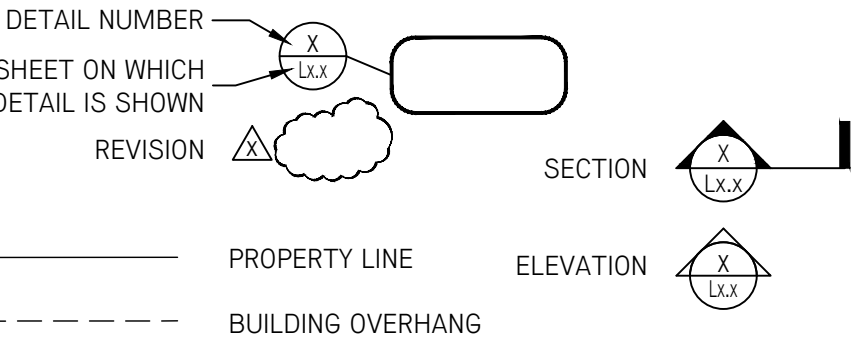 DETAIL NUMBER
X
Lx.x
SHEET ON WHICH
DETAIL IS SHOWN
REVISION
X
SECTION
X
Lx.x
PROPERTY LINE
ELEVATION
X
Lx.x
BUILDING OVERHANG